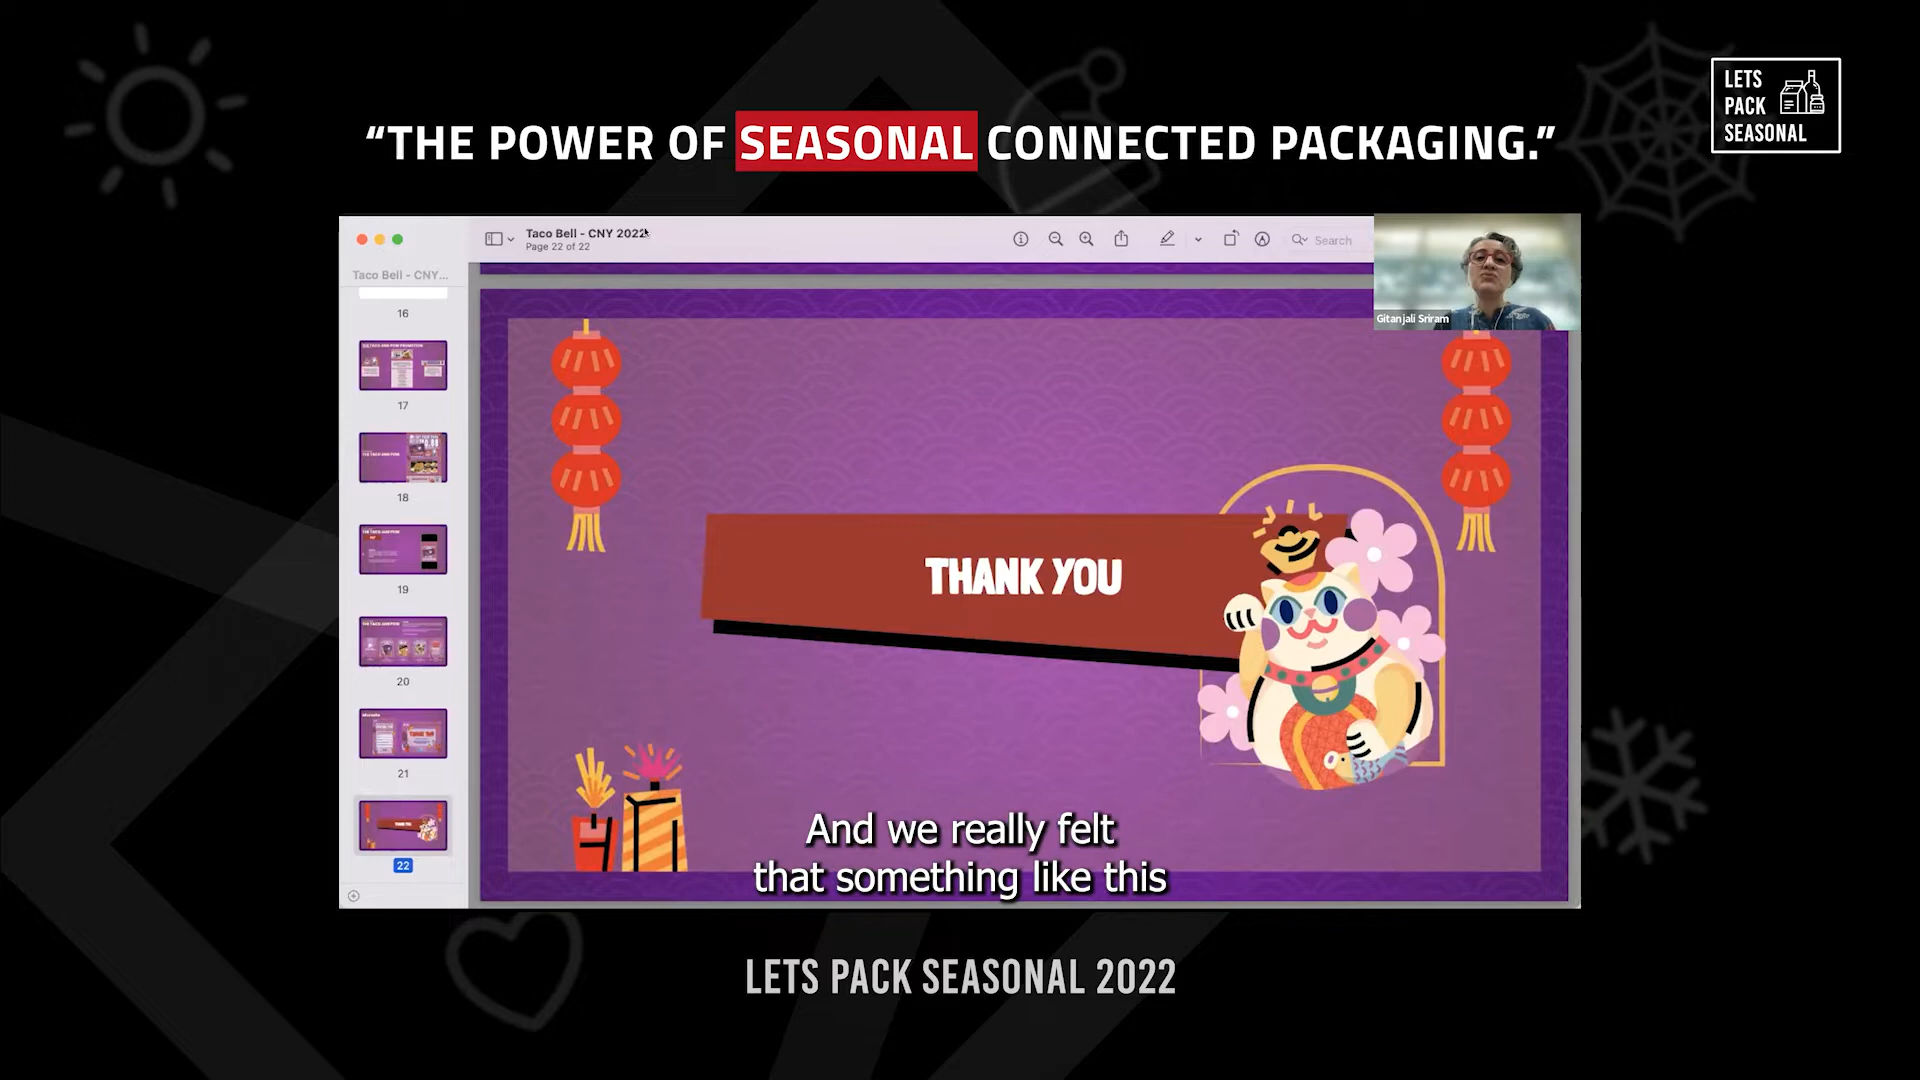 LETS
PACK
SEASONAL
“THE POWER OF SEASONAL CONNECTED PACKAGING.”
Taco Bell - CNY 2022
Page 22 of 22
Search
Taco Bell - CNY...
Gitanjali Sriram
16
17
18
19
20
21
22
THANK YOU
And we really felt
that something like this
LETS PACK SEASONAL 2022